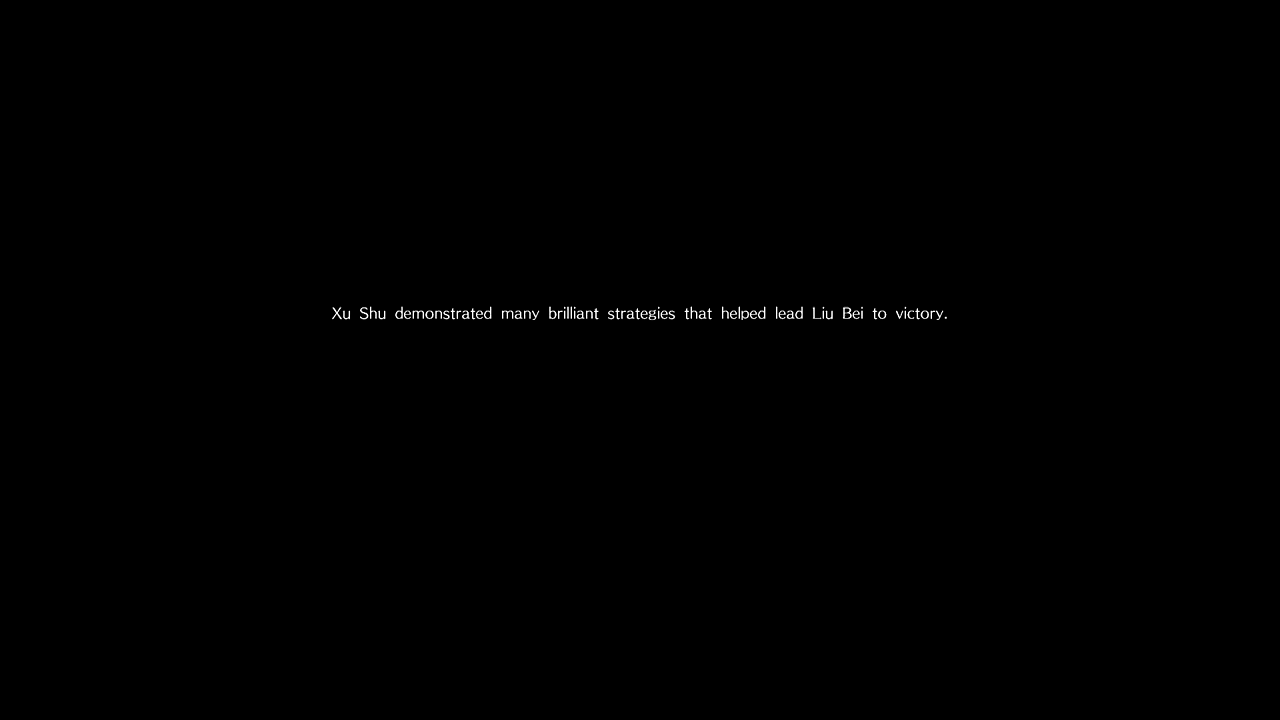 Xu Shu demonstrated many brilliant strategies that helped lead Liu Bei to victory.